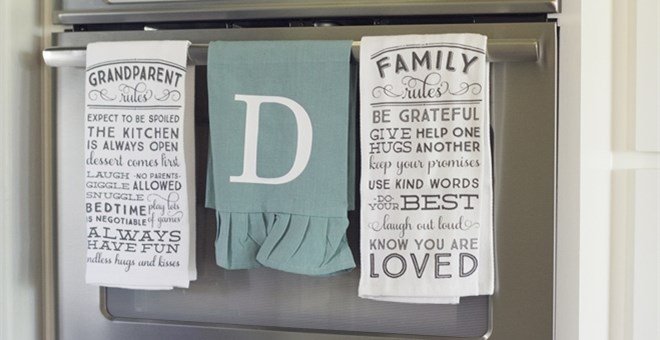 GRANDPARENT
rules
EXPECT TO BE SPOILED
THE KITCHEN
IS ALWAYS OPEN
dessert comes first
LAUGH -NO PARENTS-
GIGGLE ALLOWED
SNUGGLE
BEDTIME play lots
IS NEGOTIABLE of games
ALWAYS
HAVE FUN
endless hugs and kisses
D
FAMILY
rules
BE GRATEFUL
GIVE HELP ONE
HUGS ANOTHER
keep your promises
USE KIND WORDS
-DO-
YOUR BEST
laugh out loud
KNOW YOU ARE
LOVED